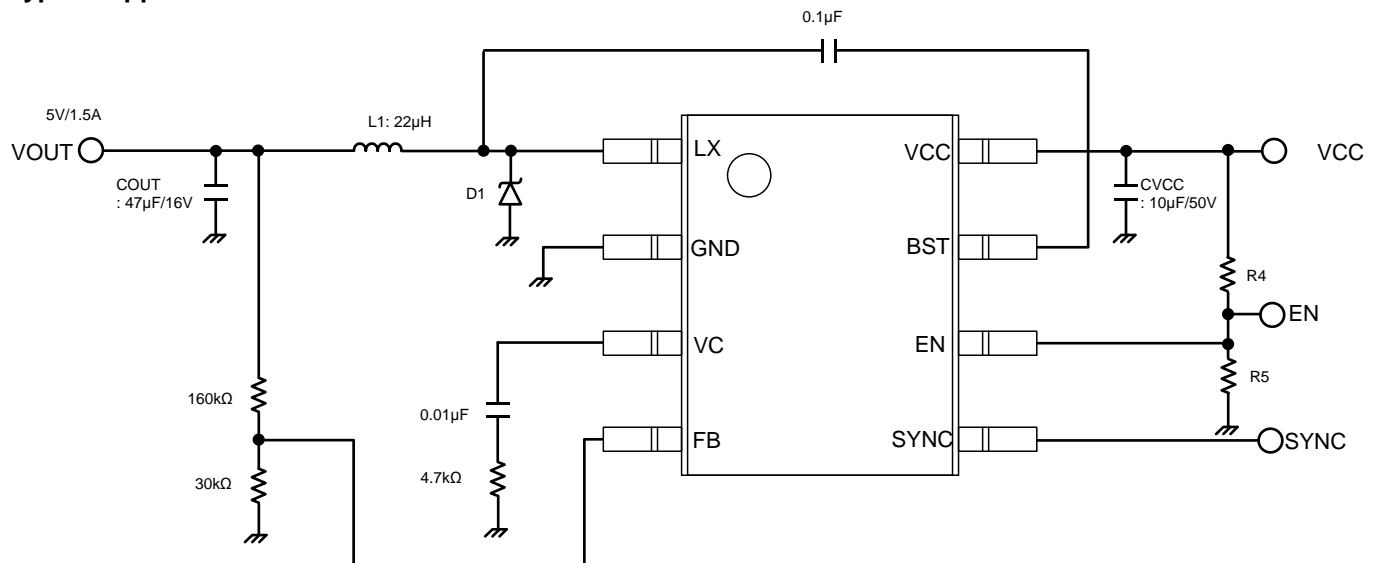 0.1µF
5V/1.5A
L1: 22µH
VOUT
LX
VCC
VCC
COUT
: 47µF/16V
D1
CVCC
: 10µF/50V
GND
BST
R4
EN
VC
EN
R5
160kΩ
0.01µF
FB
SYNC
SYNC
30kΩ
4.7kΩ